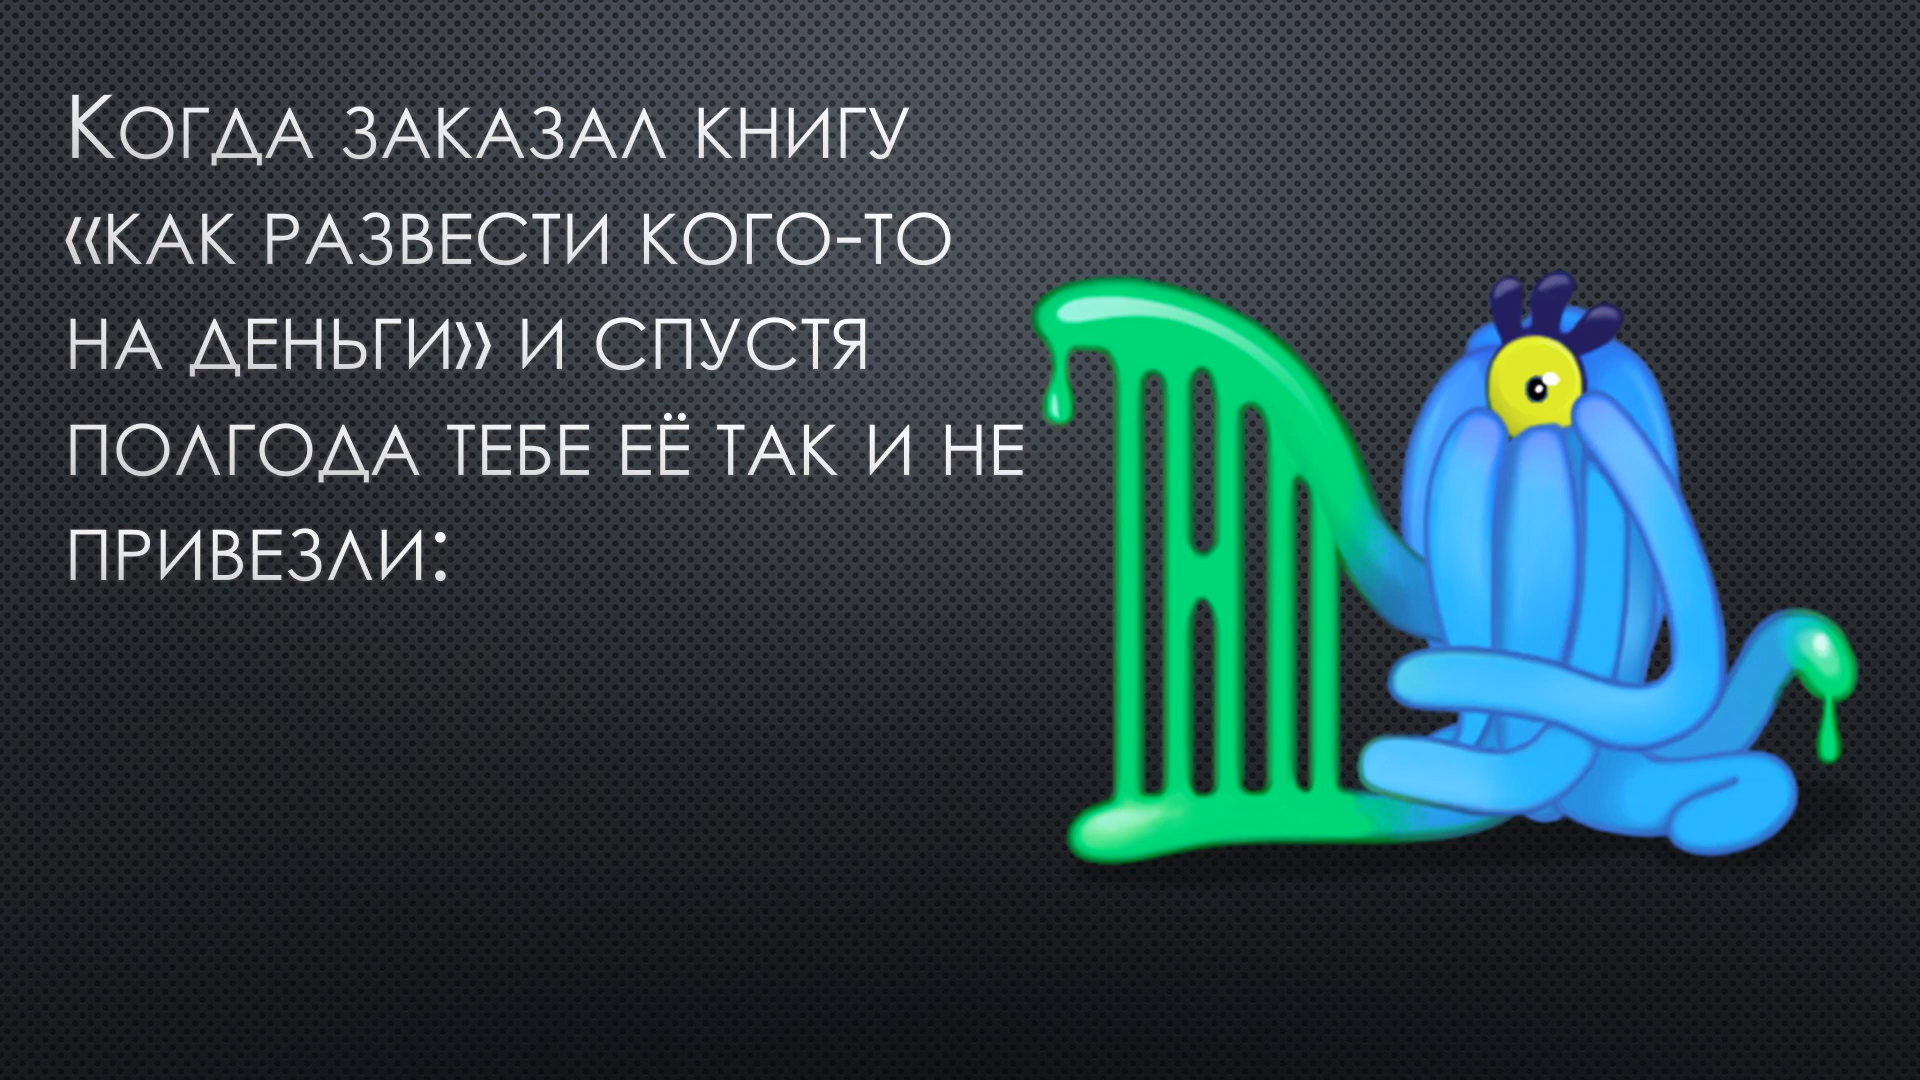 Когда заказал книгу
«как развести кого-то
на деньги» и спустя
полгода тебе её так и не
привезли: